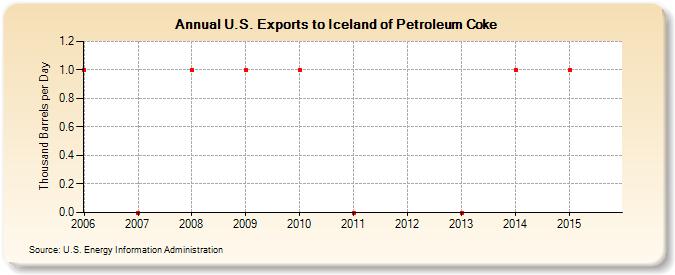 Annual U.S. Exports to Iceland of Petroleum Coke
Thousand Barrels per Day
1.2
1.0
0.8
0.6
0.4
0.2
0.0
2006 2007 2008 2009 2010 2011 2012 2013 2014 2015
Source: U.S. Energy Information Administration